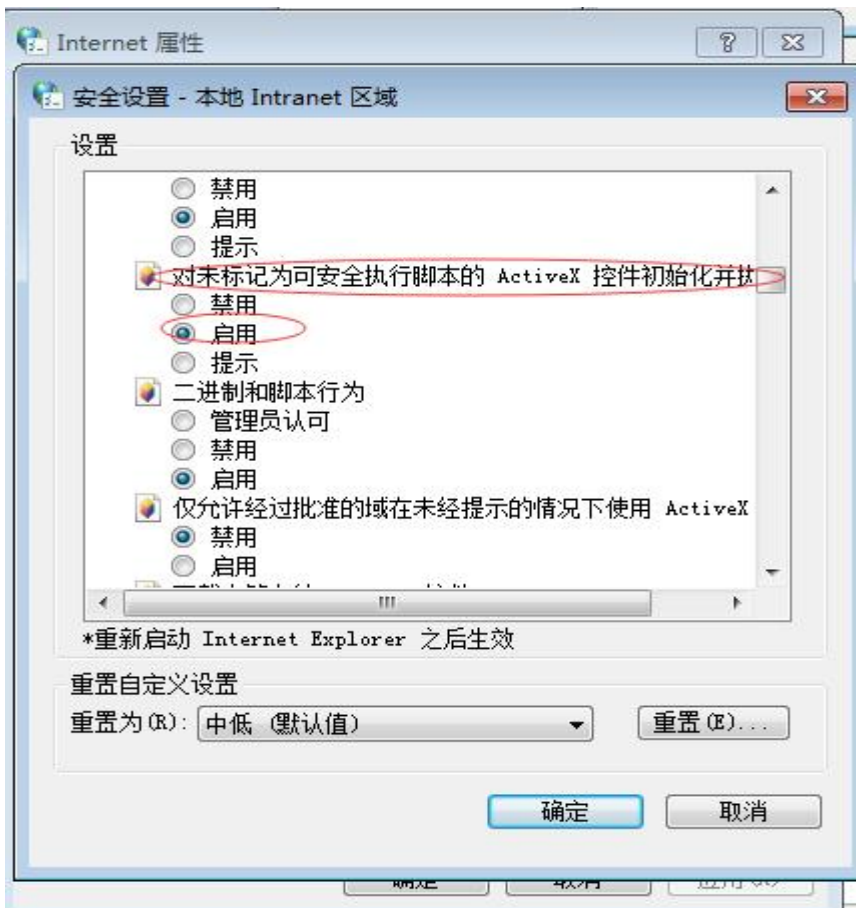 Internet 属性
安全设置 - 本地 Intranet 区域
设置
禁用
启用
提示
对未标记为可安全执行脚本的 ActiveX 控件初始化并执
禁用
启用
提示
二进制和脚本行为
管理员认可
禁用
启用
仅允许经过批准的域在未经提示的情况下使用 ActiveX
禁用
启用
*重新启动 Internet Explorer 之后生效
重置自定义设置
重置为(R): 中低 (默认值) 重置(E)...
确定 取消
确定 取消